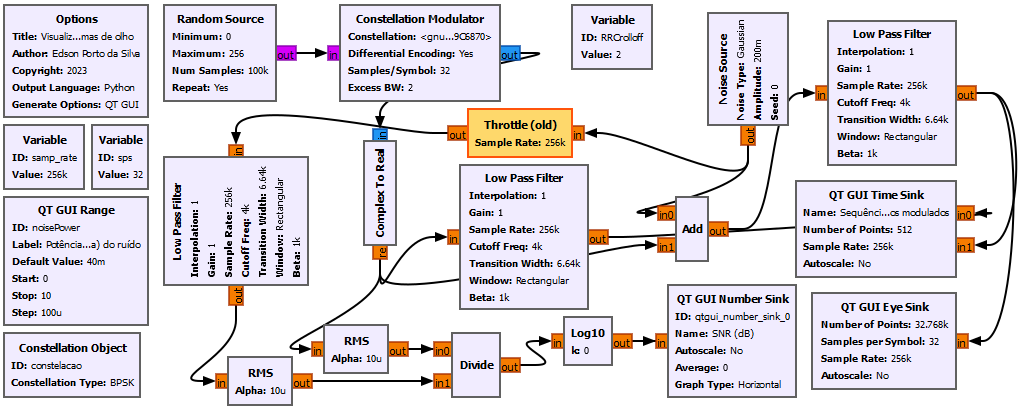 Options
Title: Visualiz...mas de olho
Author: Edson Porto da Silva
Copyright: 2023
Output Language: Python
Generate Options: QT GUI
Random Source
Minimum: 0
Maximum: 256
Num Samples: 100k
Repeat: Yes
out
Constellation Modulator
Constellation: <gnu...9C6870>
Differential Encoding: Yes
Samples/Symbol: 32
Excess BW: 2
in
out
Variable
ID: RRCrolloff
Value: 2
Noise Source
Noise Type: Gaussian
Amplitude: 200m
Seed: 0
out
Low Pass Filter
Interpolation: 1
Gain: 1
Sample Rate: 256k
Cutoff Freq: 4k
Transition Width: 6.64k
Window: Rectangular
Beta: 1k
in
out
Variable
ID: samp_rate
Value: 256k
Variable
ID: sps
Value: 32
Throttle (old)
Sample Rate: 256k
out
in
Low Pass Filter
Interpolation: 1
Gain: 1
Sample Rate: 256k
Cutoff Freq: 4k
Transition Width: 6.64k
Window: Rectangular
Beta: 1k
in
out
Complex To Real
in
re
Low Pass Filter
Interpolation: 1
Gain: 1
Sample Rate: 256k
Cutoff Freq: 4k
Transition Width: 6.64k
Window: Rectangular
Beta: 1k
in
out
Add
in0
in1
out
QT GUI Time Sink
Name: Sequênci...os modulados
Number of Points: 512
Sample Rate: 256k
Autoscale: No
in0
in1
QT GUI Range
ID: noisePower
Label: Potência...a) do ruído
Default Value: 40m
Start: 0
Stop: 10
Step: 100u
Constellation Object
ID: constelacao
Constellation Type: BPSK
RMS
Alpha: 10u
in
out
RMS
Alpha: 10u
in
out
Divide
in0
in1
out
Log10
k: 0
in
out
QT GUI Number Sink
ID: qtgui_number_sink_0
Name: SNR (dB)
Autoscale: No
Average: 0
Graph Type: Horizontal
in
QT GUI Eye Sink
Number of Points: 32.768k
Samples per Symbol: 32
Sample Rate: 256k
Autoscale: No
in